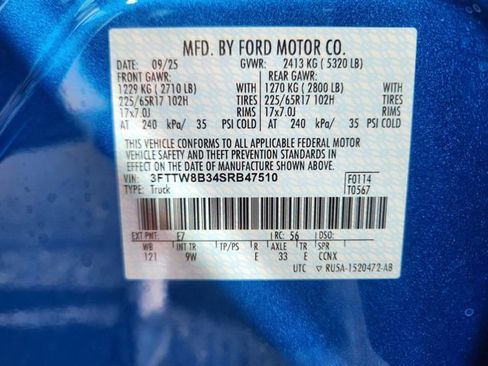 MFD. BY FORD MOTOR CO.
DATE: 09/25 GVWR: 2413 KG ( 5320 LB)
FRONT GAWR: REAR GAWR:
1229 KG ( 2710 LB) 1270 KG ( 2800 LB)
225/65R17 102H TIRES 225/65R17 102H TIRES
17x7.0J RIMS 17x7.0J RIMS
AT 240 kPa/ 35 PSI COLD AT 240 kPa/ 35 PSI COLD
THIS VEHICLE CONFORMS TO ALL APPLICABLE FEDERAL MOTOR
VEHICLE SAFETY AND THEFT PREVENTION STANDARDS IN
EFFECT ON THE DATE OF MANUFACTURE SHOWN ABOVE.
VIN: 3FTTW8B34SRB47510 F0114
TYPE: Truck T0567
EXT PNT: E7 RC: 56 DSO:
WB INT TR TP/PS R AXLE TR SPR
121 9W E 33 E CCNX
UTC ▽ RU5A-1520472-AB